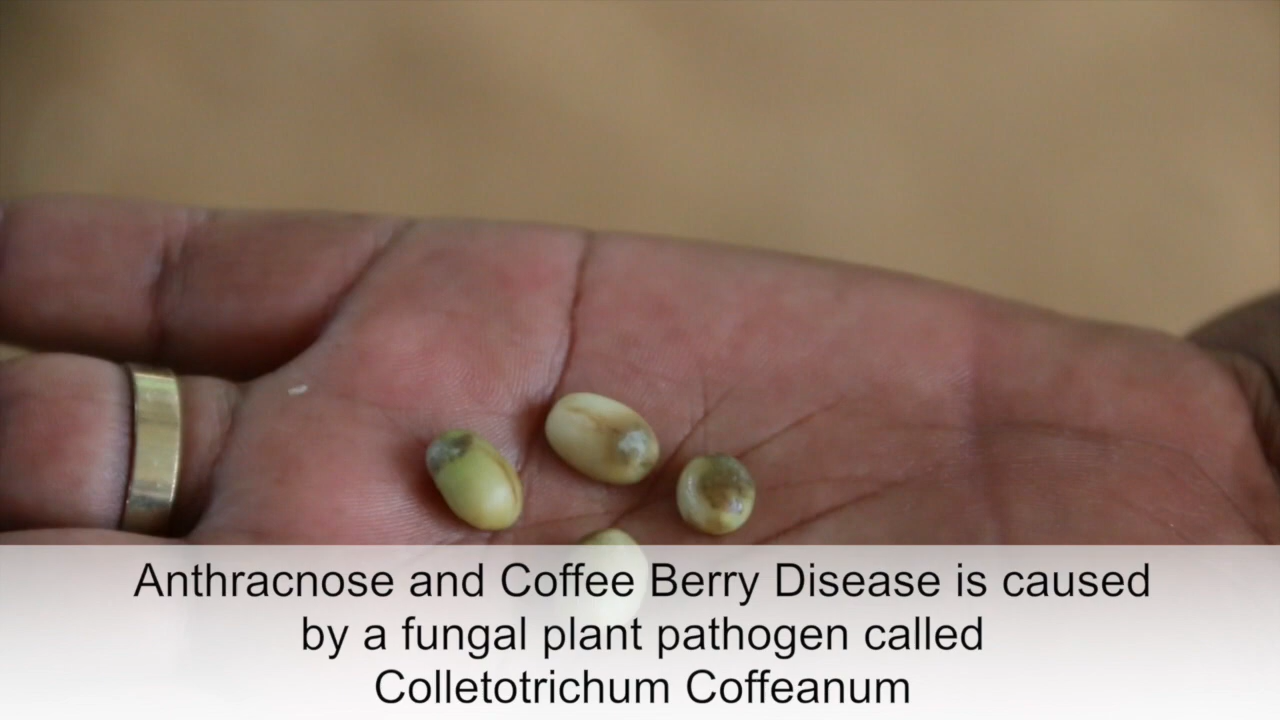 Anthracnose and Coffee Berry Disease is caused
by a fungal plant pathogen called
Colletotrichum Coffeanum